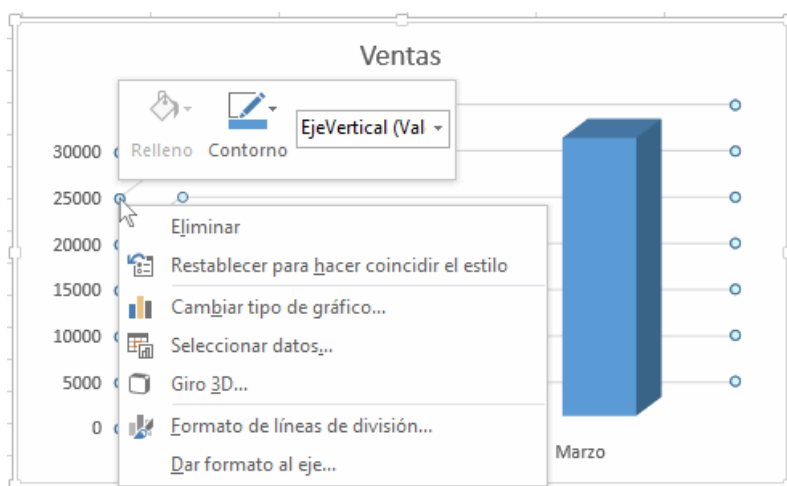 Ventas
Relleno
Contorno
EjeVertical (Val
30000
25000
20000
15000
10000
5000
0
Eliminar
Restablecer para hacer coincidir el estilo
Cambiar tipo de gráfico...
Seleccionar datos...
Giro 3D...
Formato de líneas de división...
Dar formato al eje...
Marzo